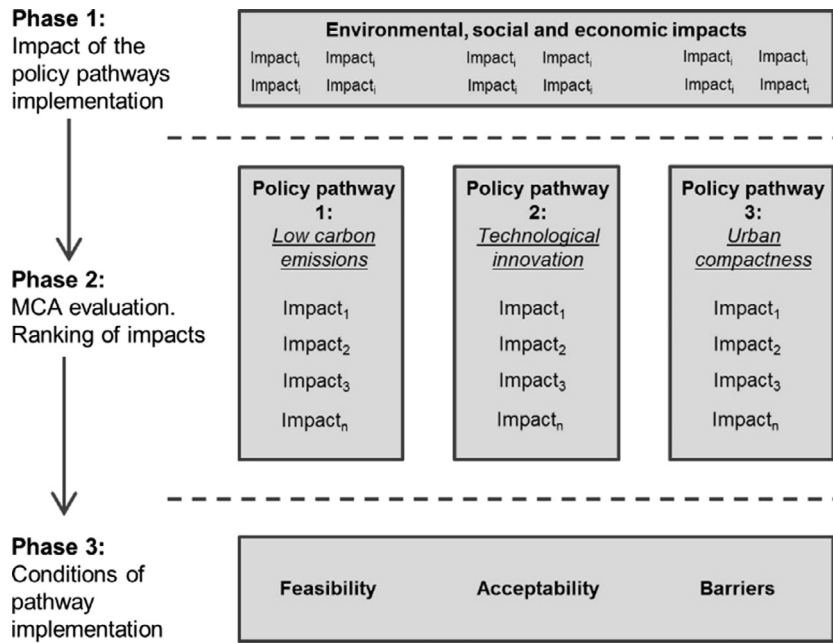 Phase 1:
Impact of the
policy pathways
implementation
Environmental, social and economic impacts
Impactᵢ Impactᵢ Impactᵢ Impactᵢ Impactᵢ Impactᵢ
Impactᵢ Impactᵢ Impactᵢ Impactᵢ Impactᵢ Impactᵢ
Phase 2:
MCA evaluation.
Ranking of impacts
Policy pathway
1:
Low carbon
emissions
Impact₁
Impact₂
Impact₃
Impactₙ
Policy pathway
2:
Technological
innovation
Impact₁
Impact₂
Impact₃
Impactₙ
Policy pathway
3:
Urban
compactness
Impact₁
Impact₂
Impact₃
Impactₙ
Phase 3:
Conditions of
pathway
implementation
Feasibility Acceptability Barriers